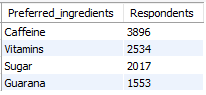 Preferred_ingredients Respondents
Caffeine 3896
Vitamins 2534
Sugar 2017
Guarana 1553